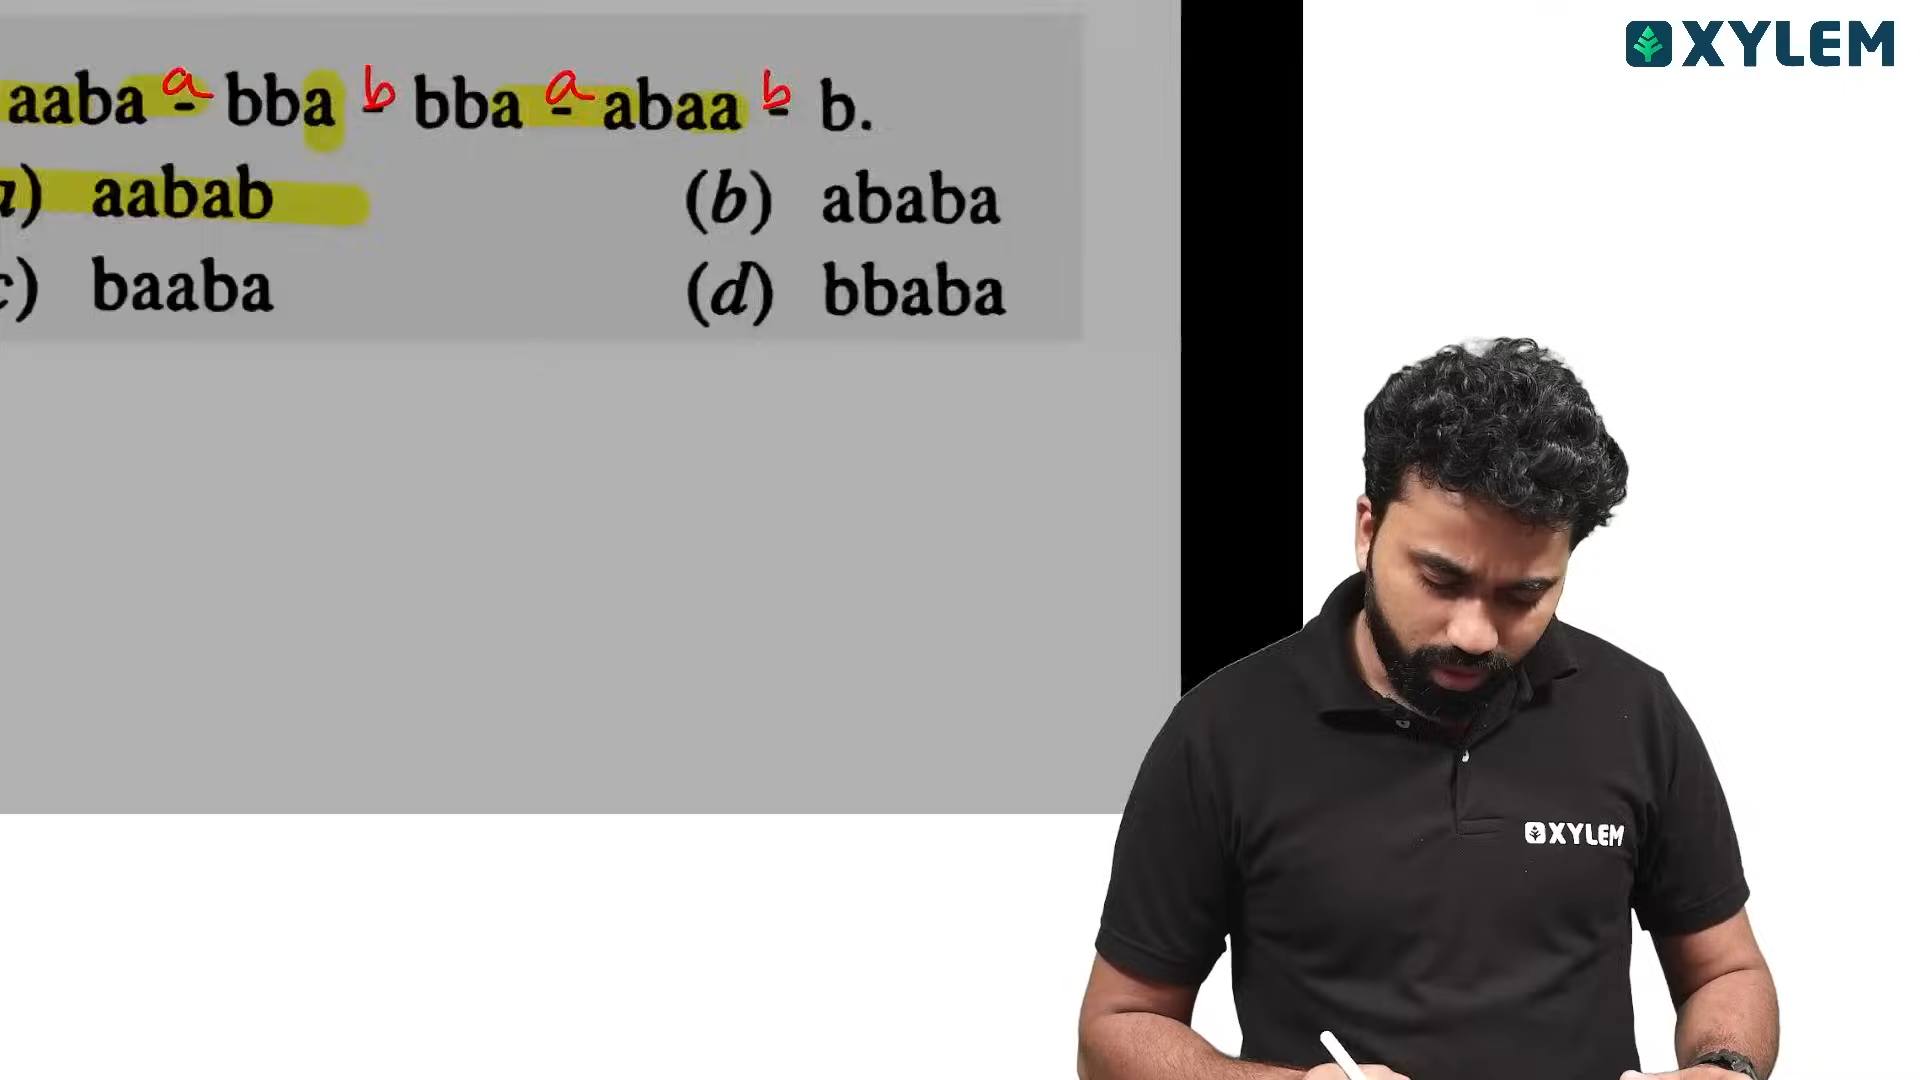 XYLEM
a b a b
aaba - bba - bba - abaa - b.
) aabab (b) ababa
) baaba (d) bbaba
XYLEM